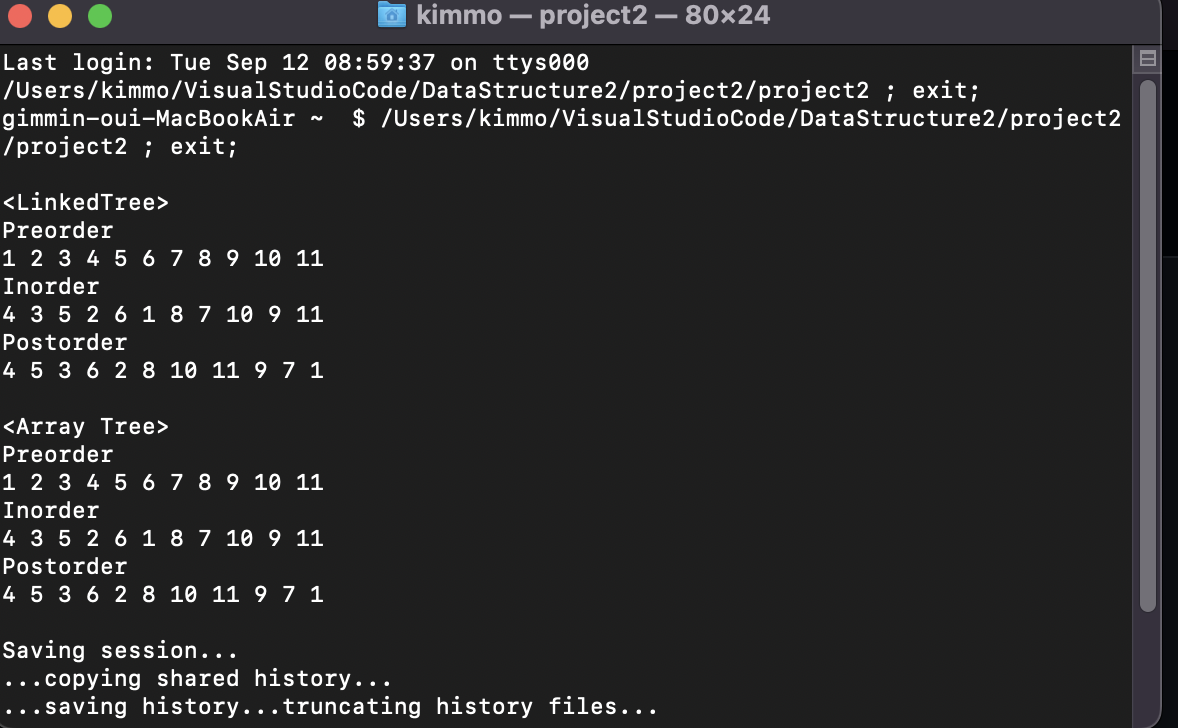 kimmo — project2 — 80×24
Last login: Tue Sep 12 08:59:37 on ttys000
/Users/kimmo/VisualStudioCode/DataStructure2/project2/project2 ; exit;
gimmin-oui-MacBookAir ~  $ /Users/kimmo/VisualStudioCode/DataStructure2/project2
/project2 ; exit;
<LinkedTree>
Preorder
1 2 3 4 5 6 7 8 9 10 11
Inorder
4 3 5 2 6 1 8 7 10 9 11
Postorder
4 5 3 6 2 8 10 11 9 7 1
<Array Tree>
Preorder
1 2 3 4 5 6 7 8 9 10 11
Inorder
4 3 5 2 6 1 8 7 10 9 11
Postorder
4 5 3 6 2 8 10 11 9 7 1
Saving session...
...copying shared history...
...saving history...truncating history files...